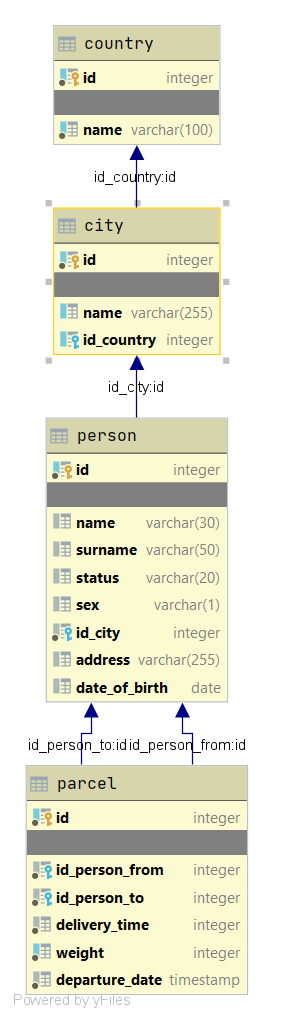 country
id integer
name varchar(100)
id_country:id
city
id integer
name varchar(255)
id_country integer
id_city:id
person
id integer
name varchar(30)
surname varchar(50)
status varchar(20)
sex varchar(1)
id_city integer
address varchar(255)
date_of_birth date
id_person_to:id id_person_from:id
parcel
id integer
id_person_from integer
id_person_to integer
delivery_time integer
weight integer
departure_date timestamp
Powered by yFiles